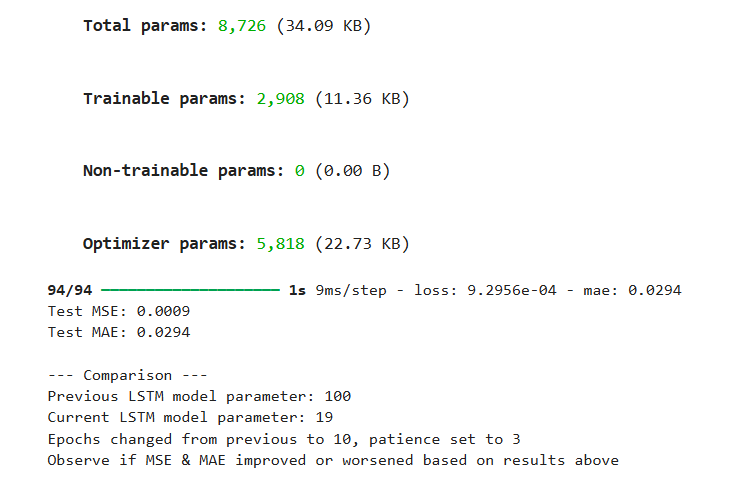 Total params: 8,726 (34.09 KB)
Trainable params: 2,908 (11.36 KB)
Non-trainable params: 0 (0.00 B)
Optimizer params: 5,818 (22.73 KB)
94/94 ━━━━━━━━━━━━━━━━━━━━ 1s 9ms/step - loss: 9.2956e-04 - mae: 0.0294
Test MSE: 0.0009
Test MAE: 0.0294
--- Comparison ---
Previous LSTM model parameter: 100
Current LSTM model parameter: 19
Epochs changed from previous to 10, patience set to 3
Observe if MSE & MAE improved or worsened based on results above